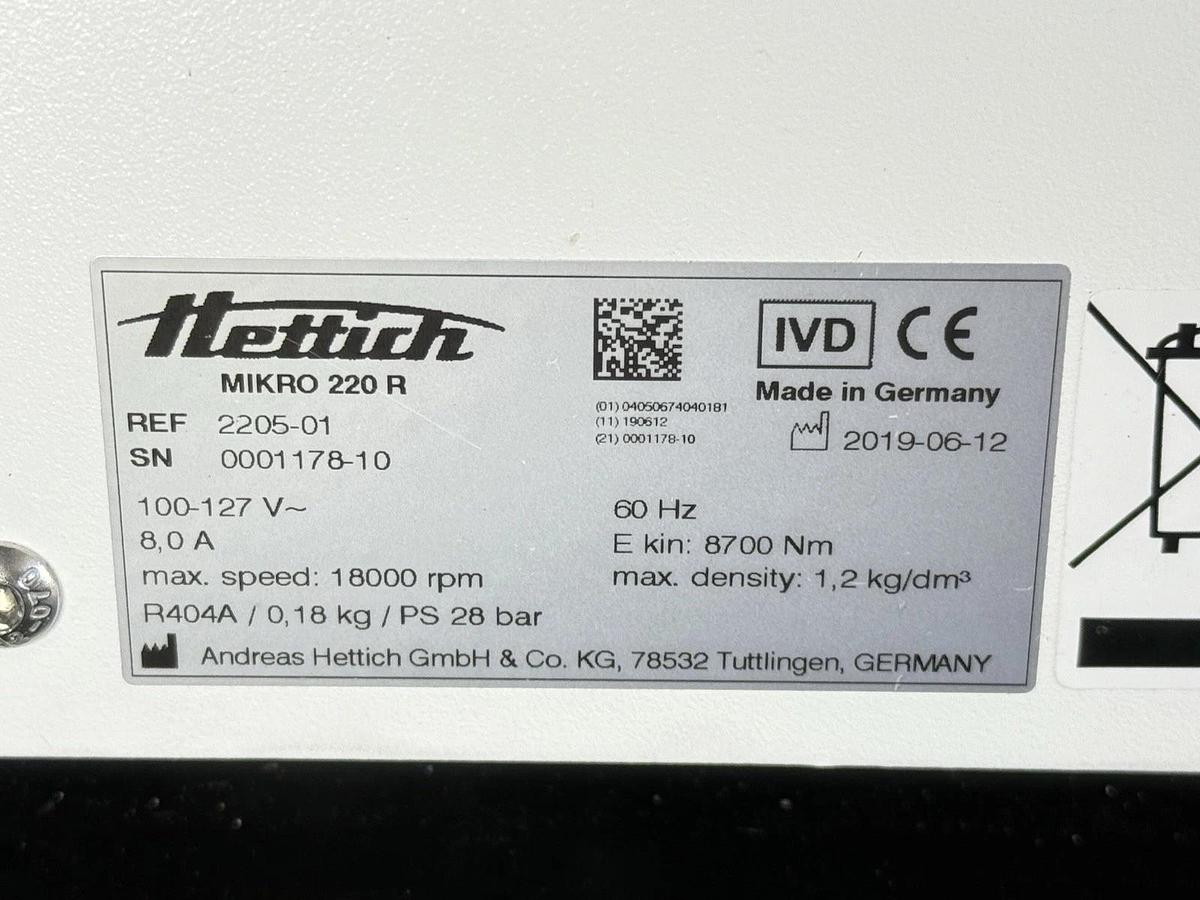 Hettich
MIKRO 220 R
REF 2205-01
SN 0001178-10
(01) 04050674040181
(11) 190612
(21) 0001178-10
IVD CE
Made in Germany
2019-06-12
100-127 V~
60 Hz
8,0 A
E kin: 8700 Nm
max. speed: 18000 rpm
max. density: 1,2 kg/dm³
R404A / 0,18 kg / PS 28 bar
Andreas Hettich GmbH & Co. KG, 78532 Tuttlingen, GERMANY